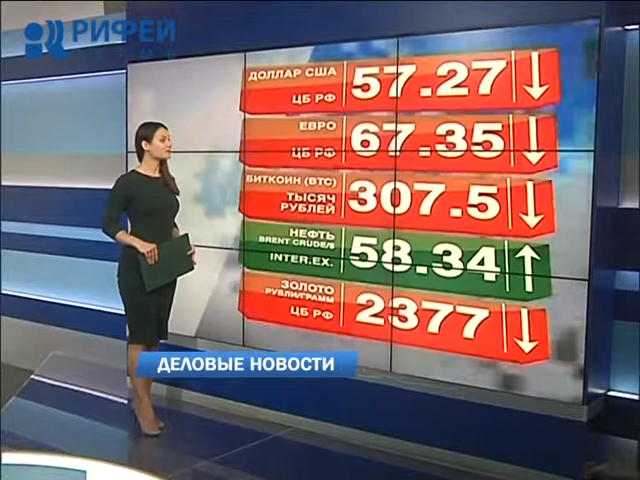 РИФЕЙ
ДОЛЛАР США
ЦБ РФ
57.27
ЕВРО
ЦБ РФ
67.35
БИТКОИН (BTC)
ТЫСЯЧ
РУБЛЕЙ
307.5
НЕФТЬ
BRENT CRUDE/$
INTER.EX.
58.34
ЗОЛОТО
РУБЛИ/ГРАММ
ЦБ РФ
2377
ДЕЛОВЫЕ НОВОСТИ